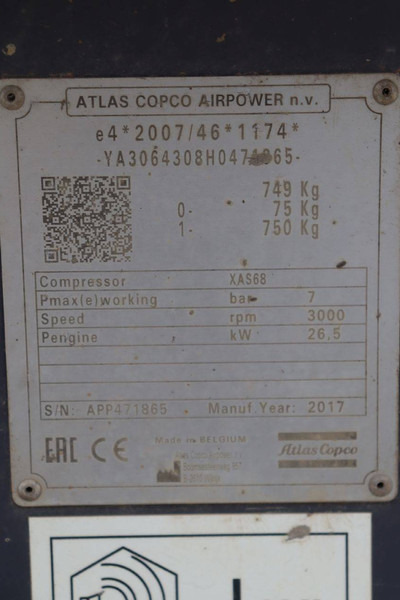 ATLAS COPCO AIRPOWER n.v.
e4*2007/46*1174*
749 Kg
0- 75 Kg
1- 750 Kg
Compressor XAS68
Pmax(e)working bar 7
Speed rpm 3000
Pengine kW 26,5
S/N: APP471865 Manuf Year: 2017
EAC CE
Made in BELGIUM
Atlas Copco